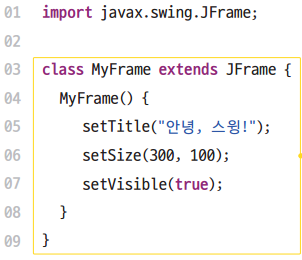 01 import javax.swing.JFrame;
02
03 class MyFrame extends JFrame {
04   MyFrame() {
05     setTitle("안녕, 스윙!");
06     setSize(300, 100);
07     setVisible(true);
08   }
09 }